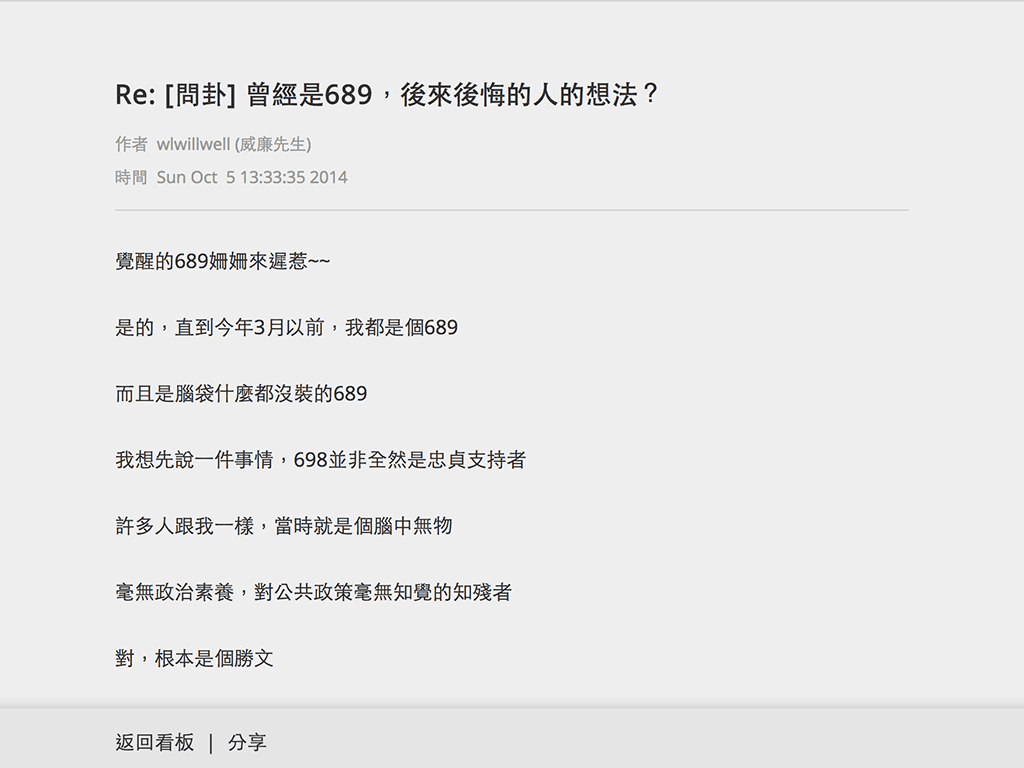 Re: [問卦] 曾經是689，後來後悔的人的想法？
作者 wlwillwell (威廉先生)
時間 Sun Oct 5 13:33:35 2014
覺醒的689姍姍來遲惹~~
是的，直到今年3月以前，我都是個689
而且是腦袋什麼都沒裝的689
我想先說一件事情，698並非全然是忠貞支持者
許多人跟我一樣，當時就是個腦中無物
毫無政治素養，對公共政策毫無知覺的知殘者
對，根本是個勝文
返回看板 | 分享